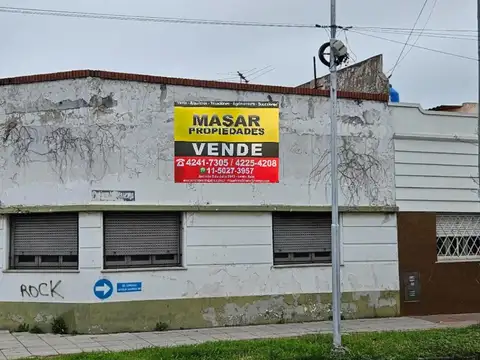 MASAR
PROPIEDADES
VENDE
4241-7305 / 4225-4208
11-5027-3957
ROCK